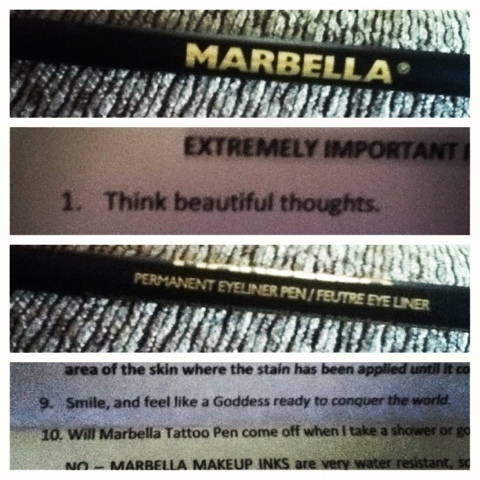 MARBELLA®
EXTREMELY IMPORTANT
1. Think beautiful thoughts.
PERMANENT EYELINER PEN / FEUTRE EYE LINER
area of the skin where the stain has been applied until it
9. Smile, and feel like a Goddess ready to conquer the world.
10. Will Marbella Tattoo Pen come off when I take a shower or
NO – MARBELLA MAKEUP INKS are very water resistant,